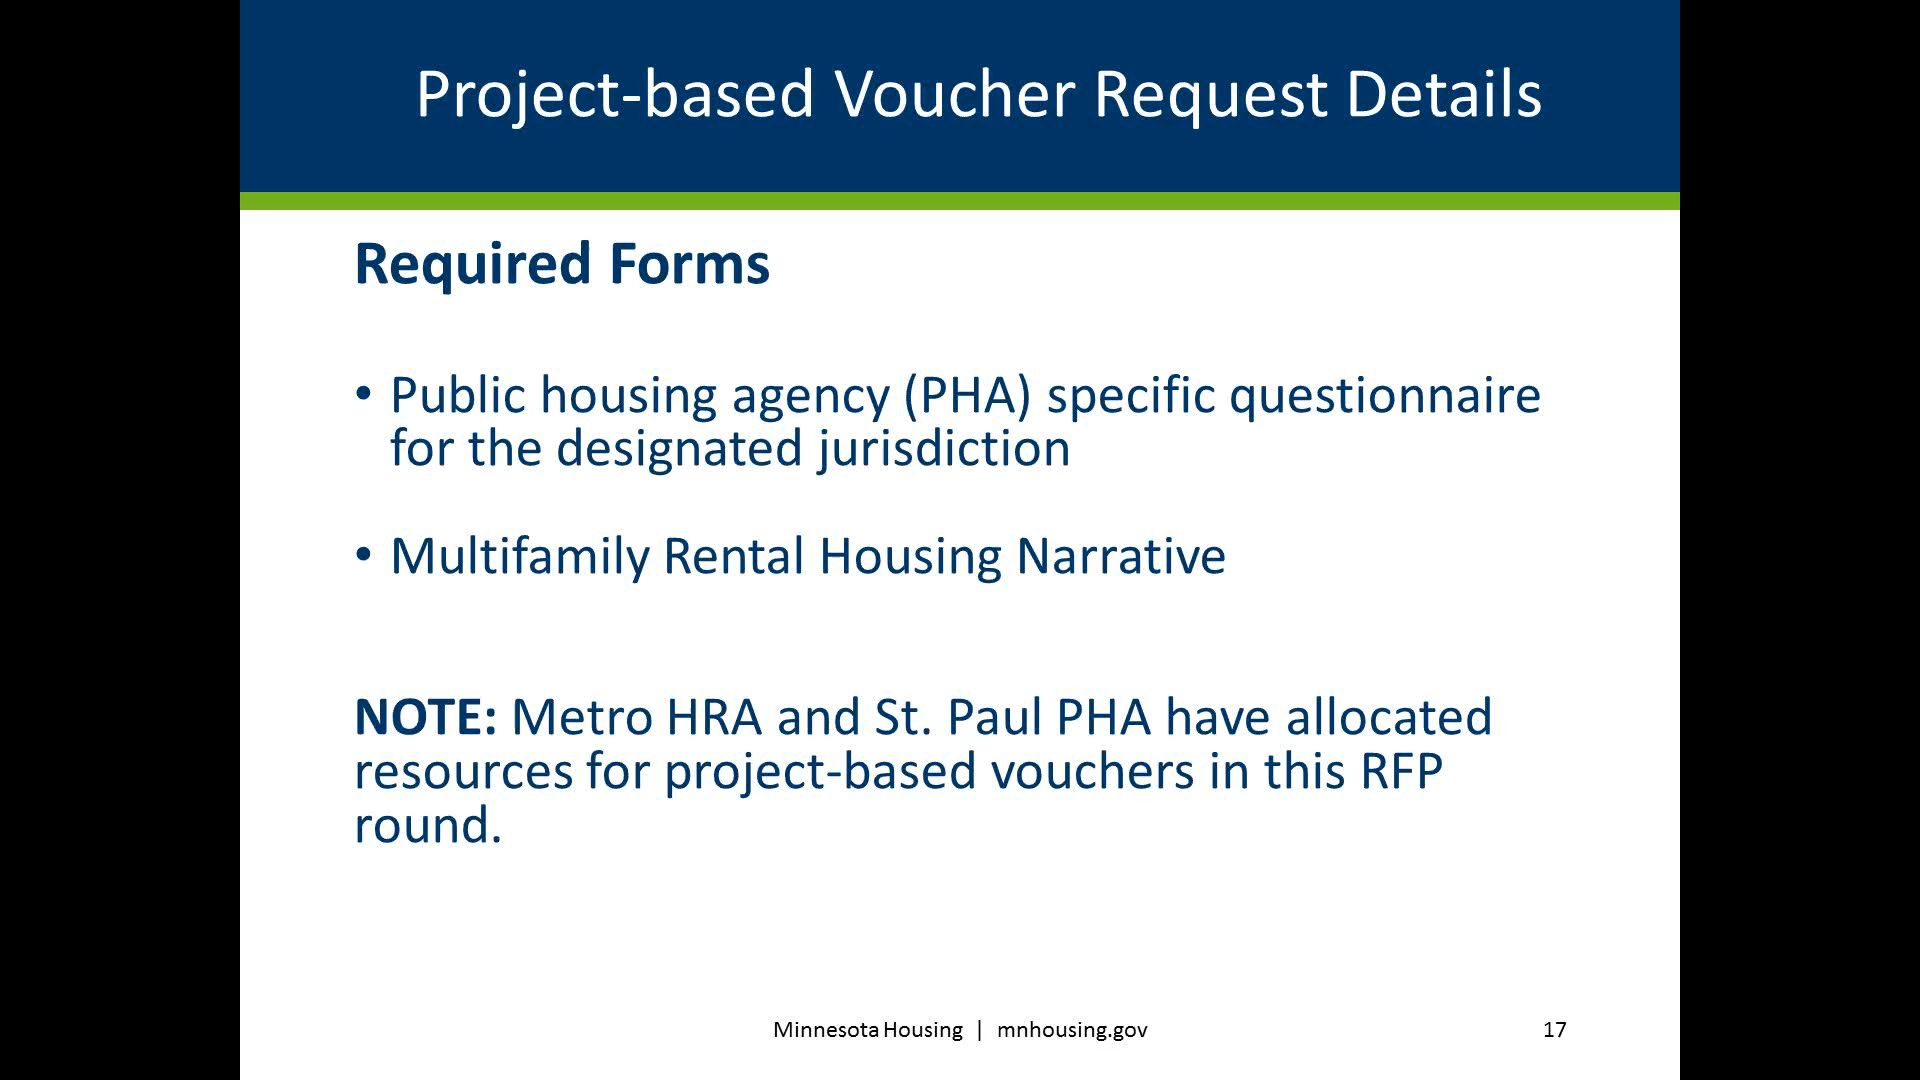 Project-based Voucher Request Details
Required Forms
• Public housing agency (PHA) specific questionnaire
for the designated jurisdiction
• Multifamily Rental Housing Narrative
NOTE: Metro HRA and St. Paul PHA have allocated
resources for project-based vouchers in this RFP
round.
Minnesota Housing | mnhousing.gov 17